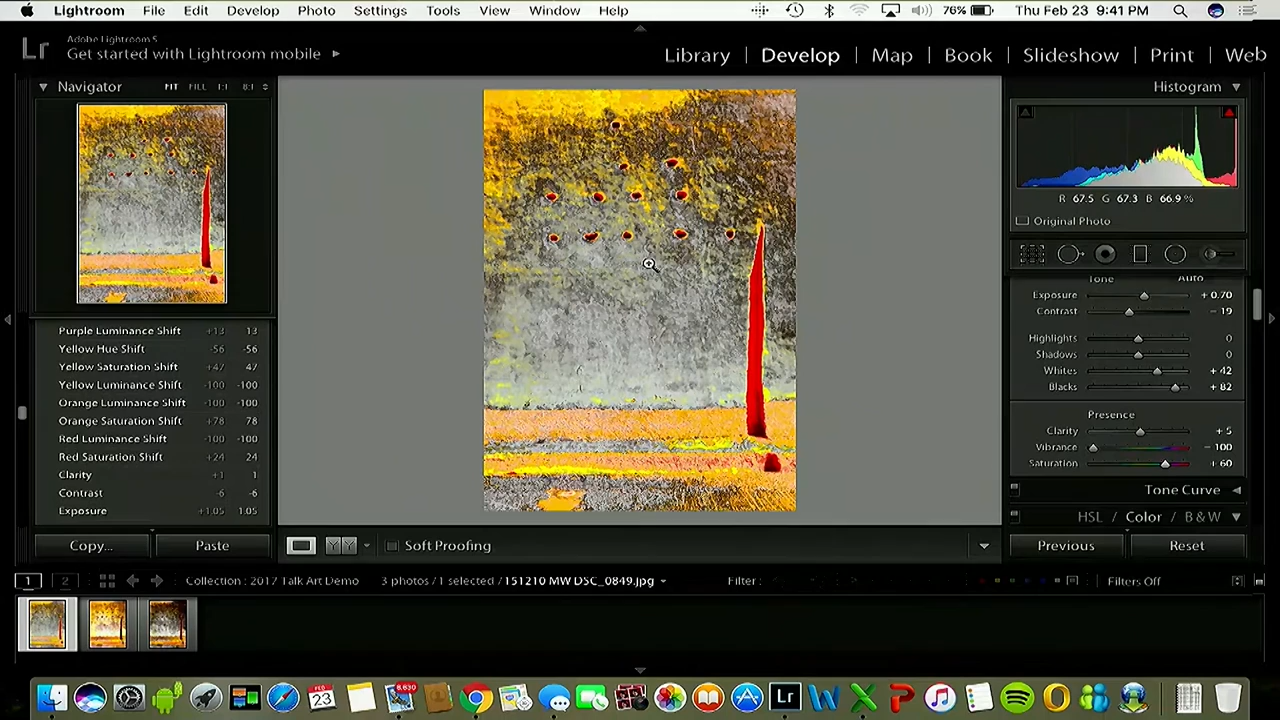 Lightroom File Edit Develop Photo Settings Tools View Window Help 76% Thu Feb 23 9:41 PM
Lr Adobe Lightroom 5
Get started with Lightroom mobile
Library | Develop | Map | Book | Slideshow | Print | Web
Navigator FIT FILL 1:1 8:1
Histogram
R 67.5 G 67.3 B 66.9 %
Original Photo
Tone Auto
Exposure + 0.70
Contrast − 19
Highlights 0
Shadows 0
Whites + 42
Blacks + 82
Presence
Clarity + 5
Vibrance − 100
Saturation + 60
Tone Curve
HSL / Color / B & W
Purple Luminance Shift +13 13
Yellow Hue Shift -56 -56
Yellow Saturation Shift +47 47
Yellow Luminance Shift -100 -100
Orange Luminance Shift -100 -100
Orange Saturation Shift +78 78
Red Luminance Shift -100 -100
Red Saturation Shift +24 24
Clarity +1 1
Contrast -6 -6
Exposure +1.05 1.05
Copy... Paste
Y Y Soft Proofing
Previous Reset
1 2 Collection : 2017 Talk Art Demo 3 photos / 1 selected / 151210 MW DSC_0849.jpg Filter : Filters Off
FEB
23
8,830
Lr